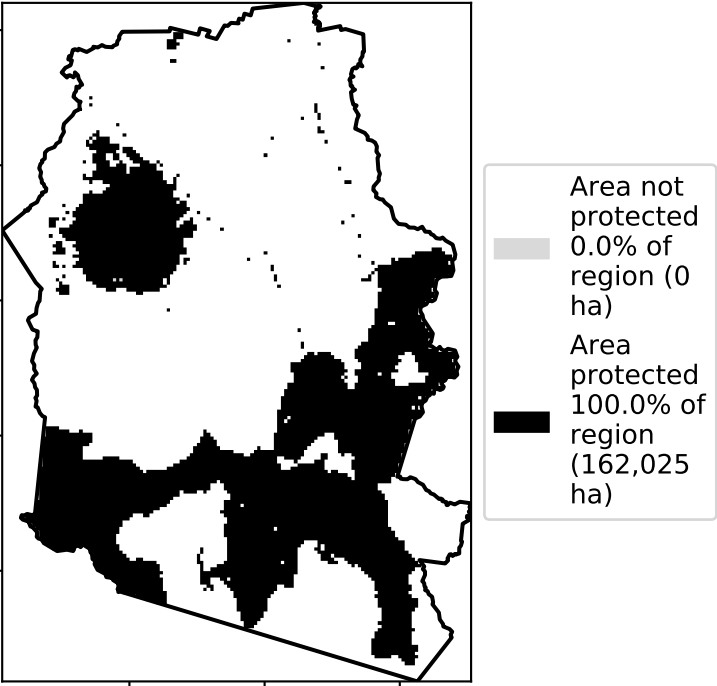 Area not
protected
0.0% of
region (0
ha)
Area
protected
100.0% of
region
(162,025
ha)